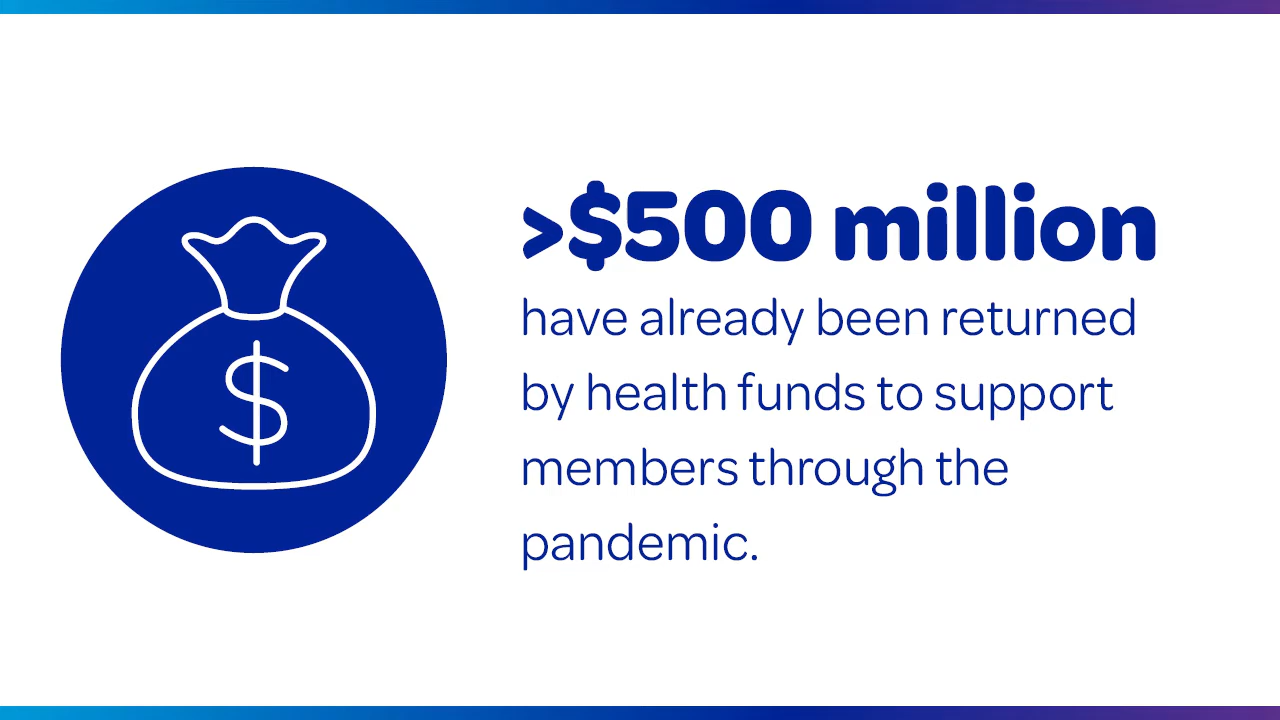 >$500 million
have already been returned
by health funds to support
members through the
pandemic.
$